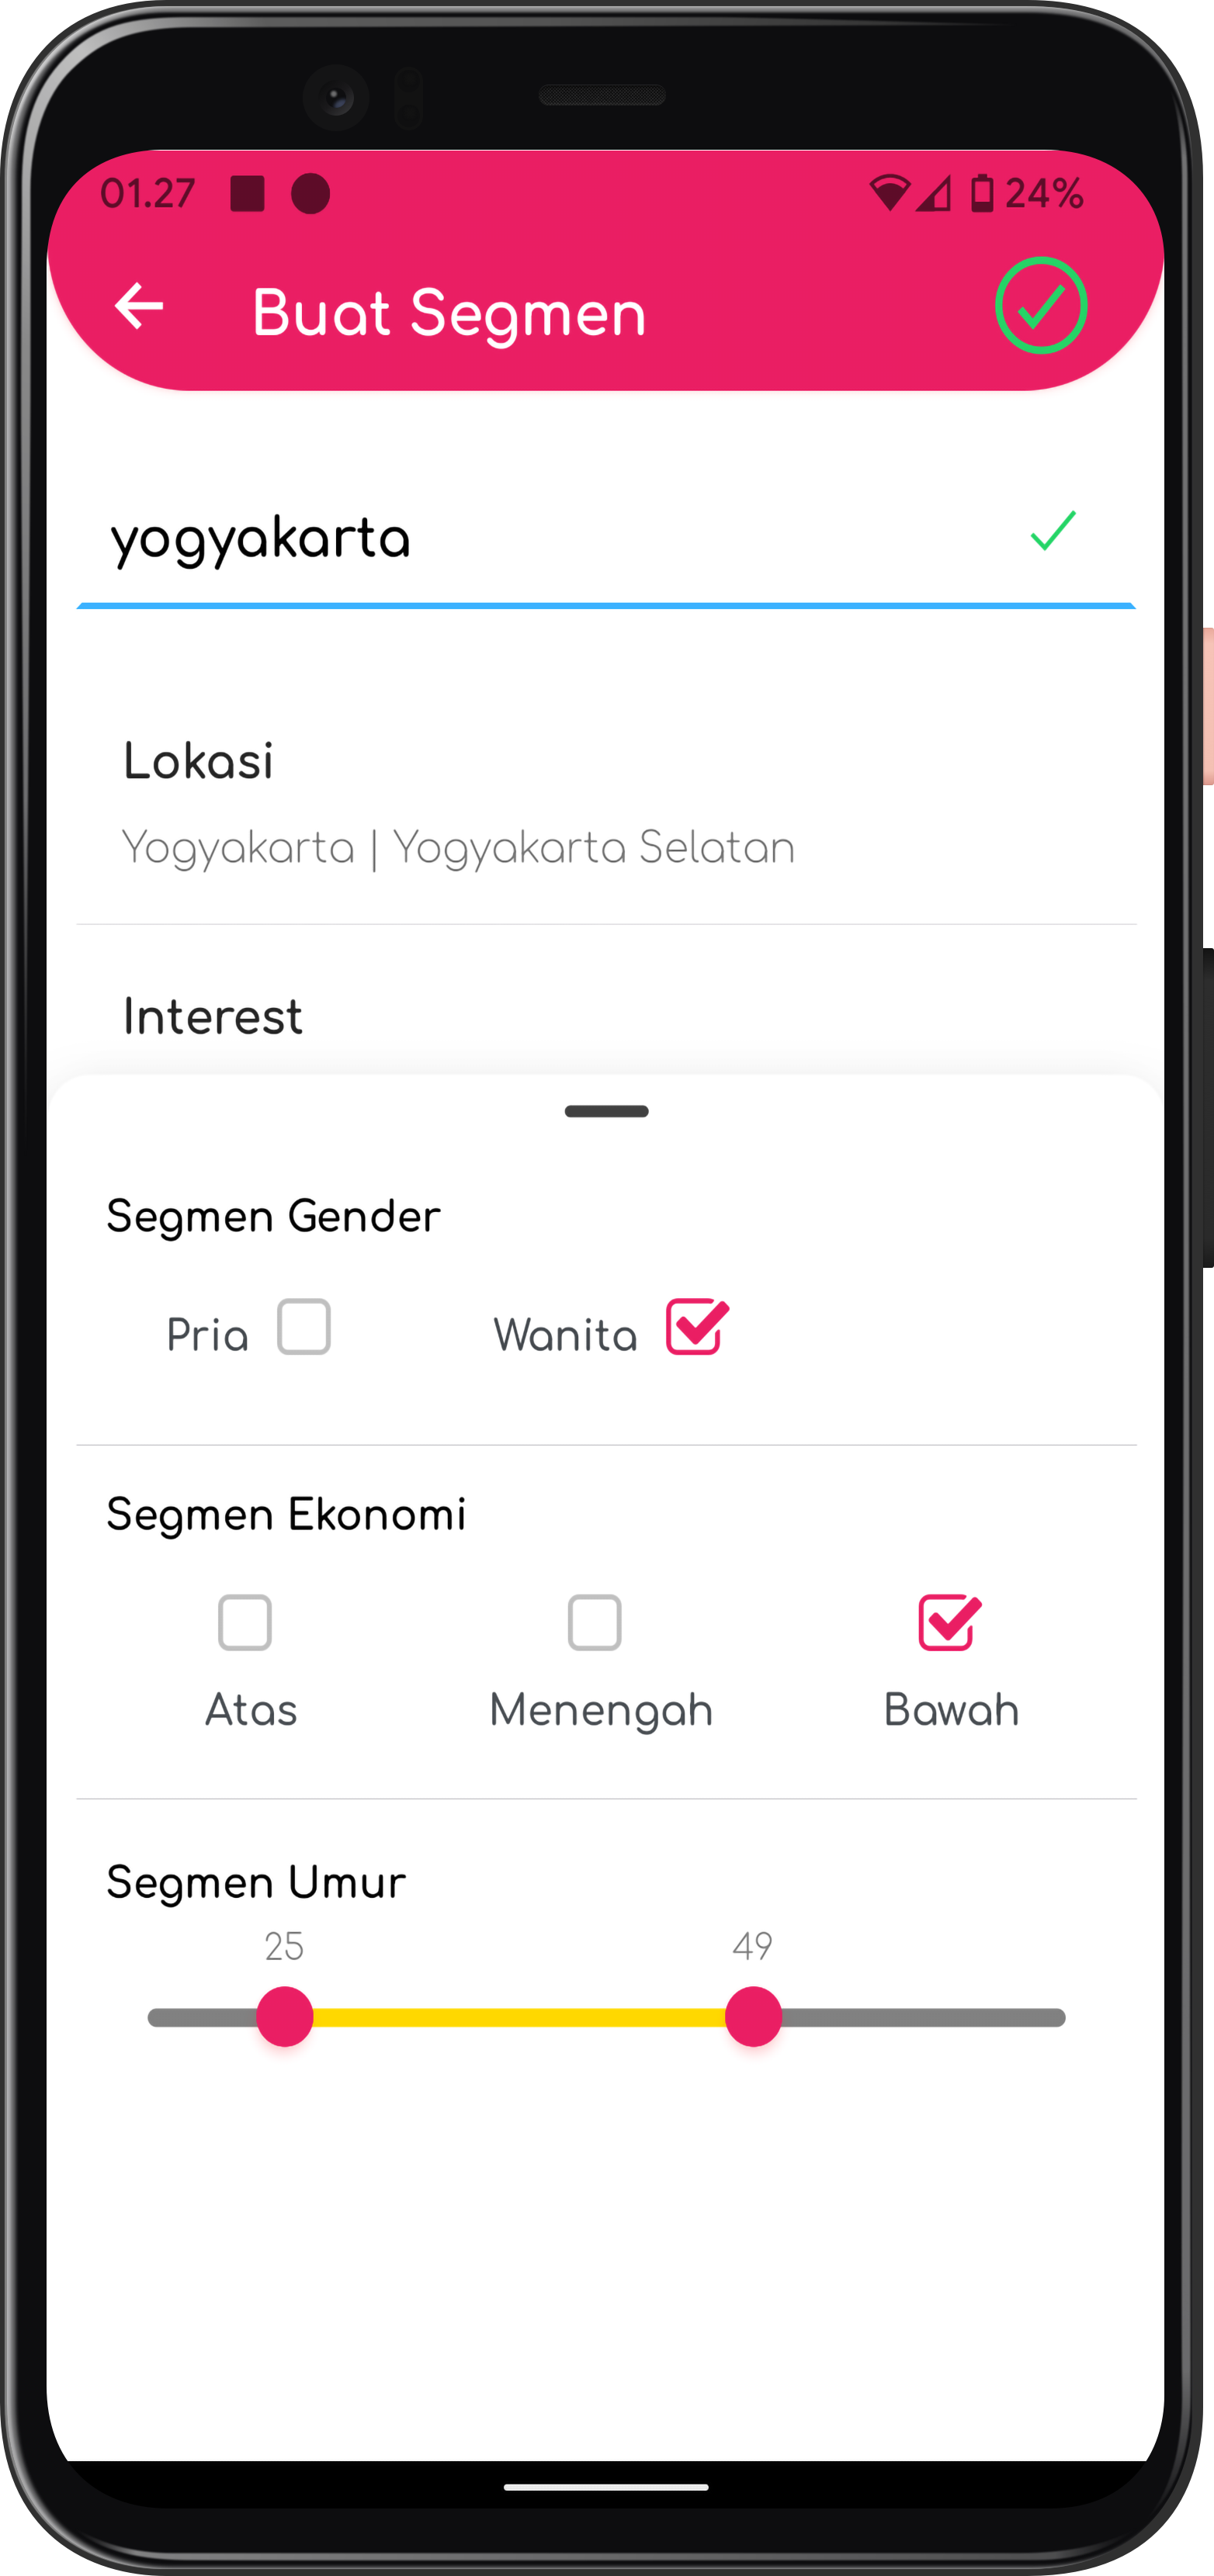 01.27 24%
Buat Segmen
yogyakarta
Lokasi
Yogyakarta | Yogyakarta Selatan
Interest
Segmen Gender
Pria Wanita
Segmen Ekonomi
Atas Menengah Bawah
Segmen Umur
25 49